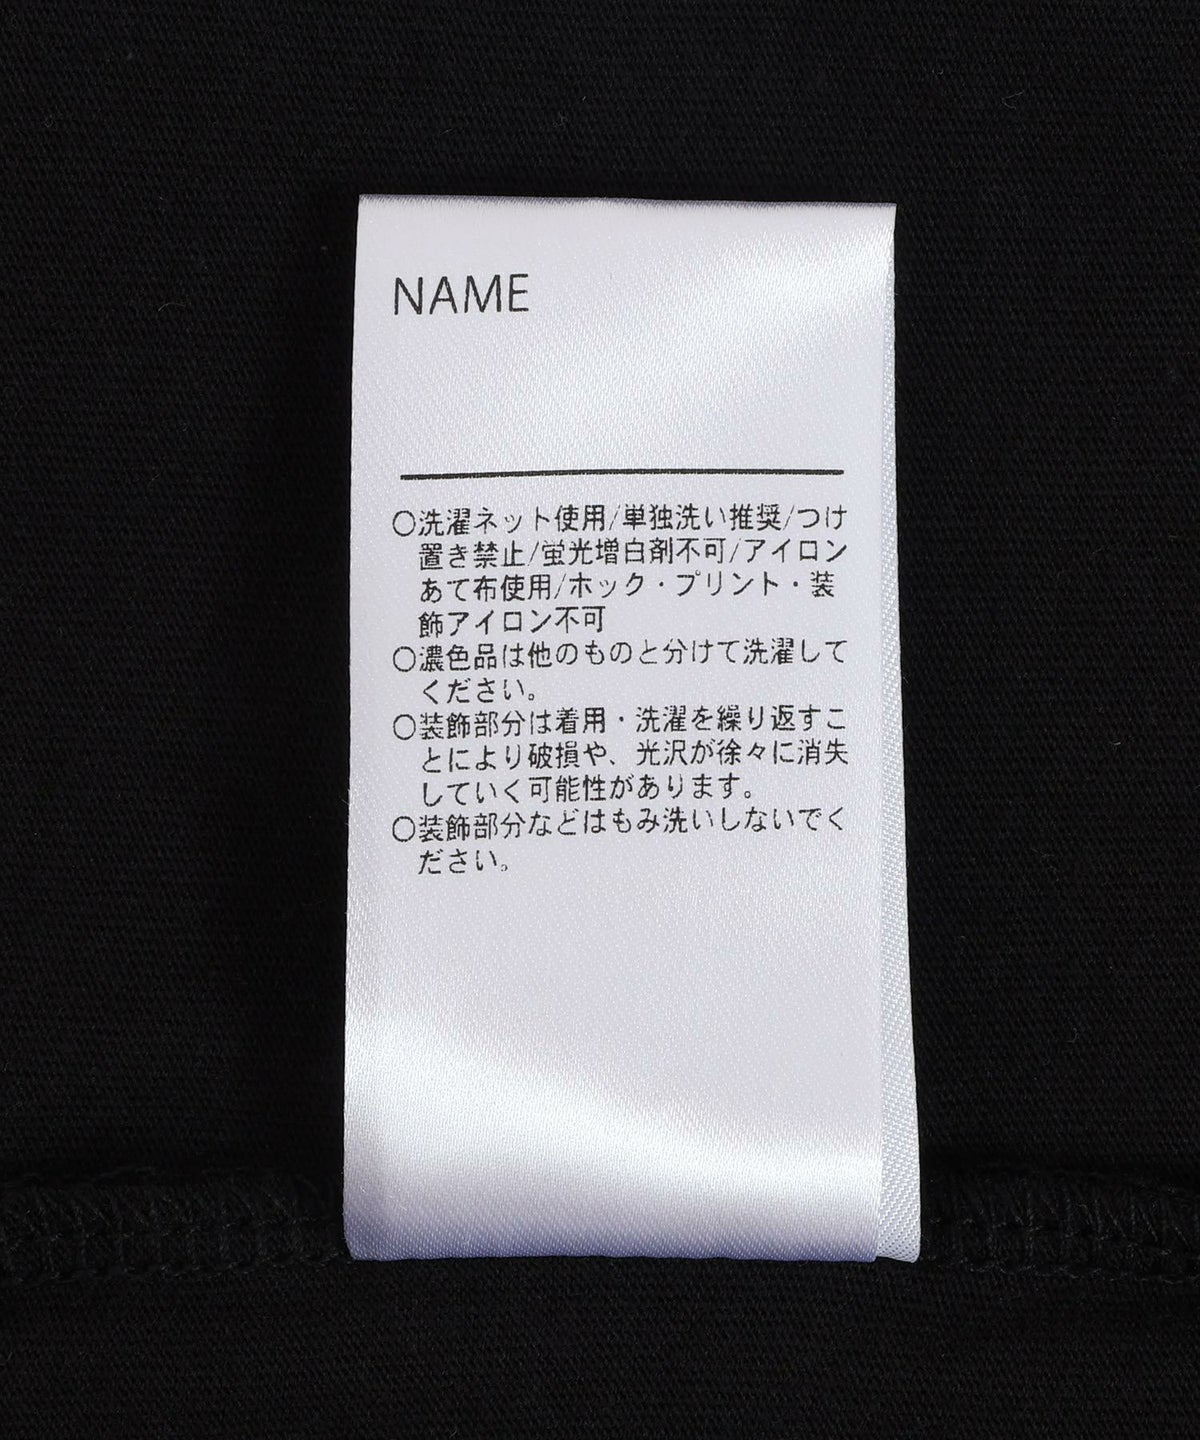 NAME
○洗濯ネット使用/単独洗い推奨/つけ
置き禁止/蛍光増白剤不可/アイロン
あて布使用/ホック・プリント・装
飾アイロン不可
○濃色品は他のものと分けて洗濯して
ください。
○装飾部分は着用・洗濯を繰り返すこ
とにより破損や、光沢が徐々に消失
していく可能性があります。
○装飾部分などはもみ洗いしないでく
ださい。